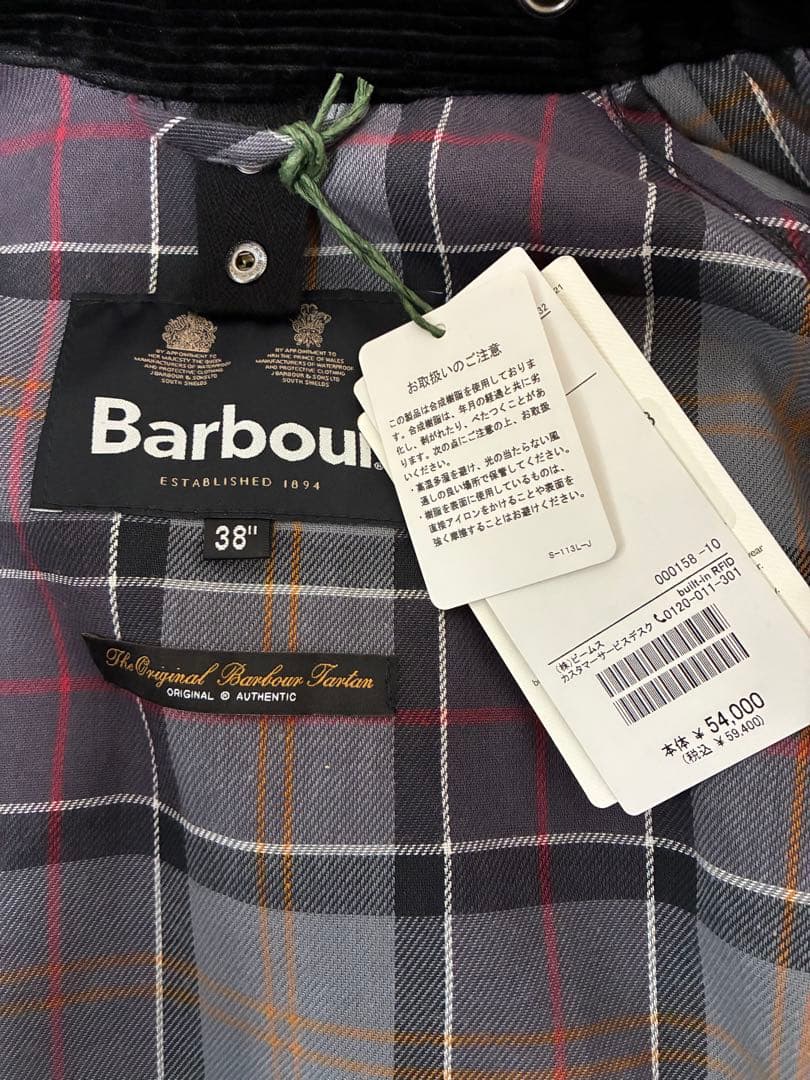 BY APPOINTMENT TO
HER MAJESTY THE QUEEN
MANUFACTURERS OF WATERPROOF
AND PROTECTIVE CLOTHING
J BARBOUR & SONS LTD
SOUTH SHIELDS
BY APPOINTMENT TO
HRH THE PRINCE OF WALES
MANUFACTURERS OF WATERPROOF
AND PROTECTIVE CLOTHING
J BARBOUR & SONS LTD
SOUTH SHIELDS
Barbour
ESTABLISHED 1894
38"
The Original Barbour Tartan
ORIGINAL & AUTHENTIC
お取扱いのご注意
この製品は合成樹脂を使用しておりま
す。合成樹脂は、年月の経過と共に劣
化し、剥がれたり、べたつくことがあ
ります。次の点にご注意の上、お取扱
いください。
・高温多湿を避け、光の当たらない風
通しの良い場所で保管してください。
・樹脂を表面に使用しているものは、
直接アイロンをかけることや表面を
強く摩擦することはお避けください。
S-113L-J
21
32
3
wear
000158-10
built-in RFID
(株)ビームス
カスタマーサービスデスク 0120-011-301
本体 ¥ 54,000
(税込 ¥ 59,400)